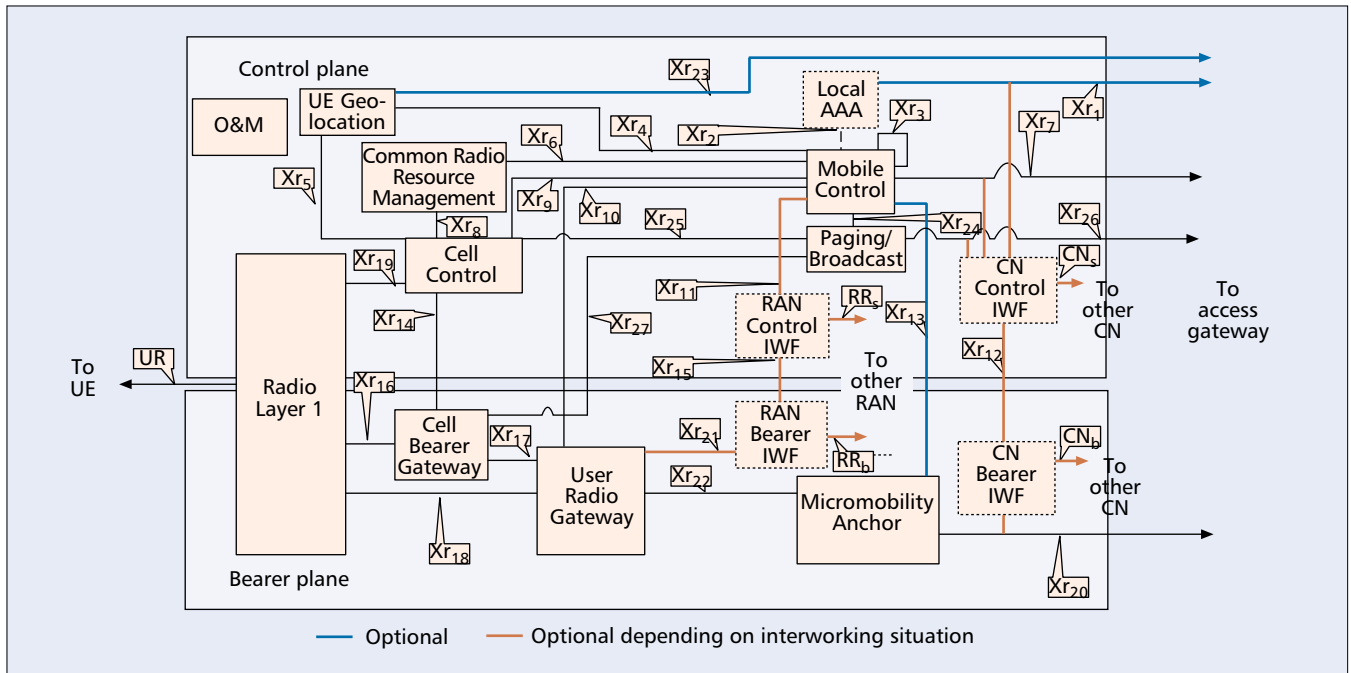 Control plane
Xr23
Local
AAA
Xr3
Xr7
Xr1
O&M
UE Geo-
location
Xr4
Xr2
Xr6
Common Radio
Resource
Management
Mobile
Control
Xr5
Xr9
Xr10
Xr25
Xr8
Xr24
Xr26
Cell
Control
Paging/
Broadcast
Xr19
CN
Control
IWF
CNs
Xr11
RAN
Control
IWF
RRs
Xr13
To
other
CN
To
access
gateway
Xr14
Xr27
Xr12
Xr15
UR
To
UE
Radio
Layer 1
Xr16
To
other
RAN
Cell
Bearer
Gateway
Xr17
Xr21
RAN
Bearer
IWF
RRb
CN
Bearer
IWF
CNb
To
other
CN
User
Radio
Gateway
Xr22
Micromobility
Anchor
Xr18
Xr20
Bearer plane
Optional
Optional depending on interworking situation